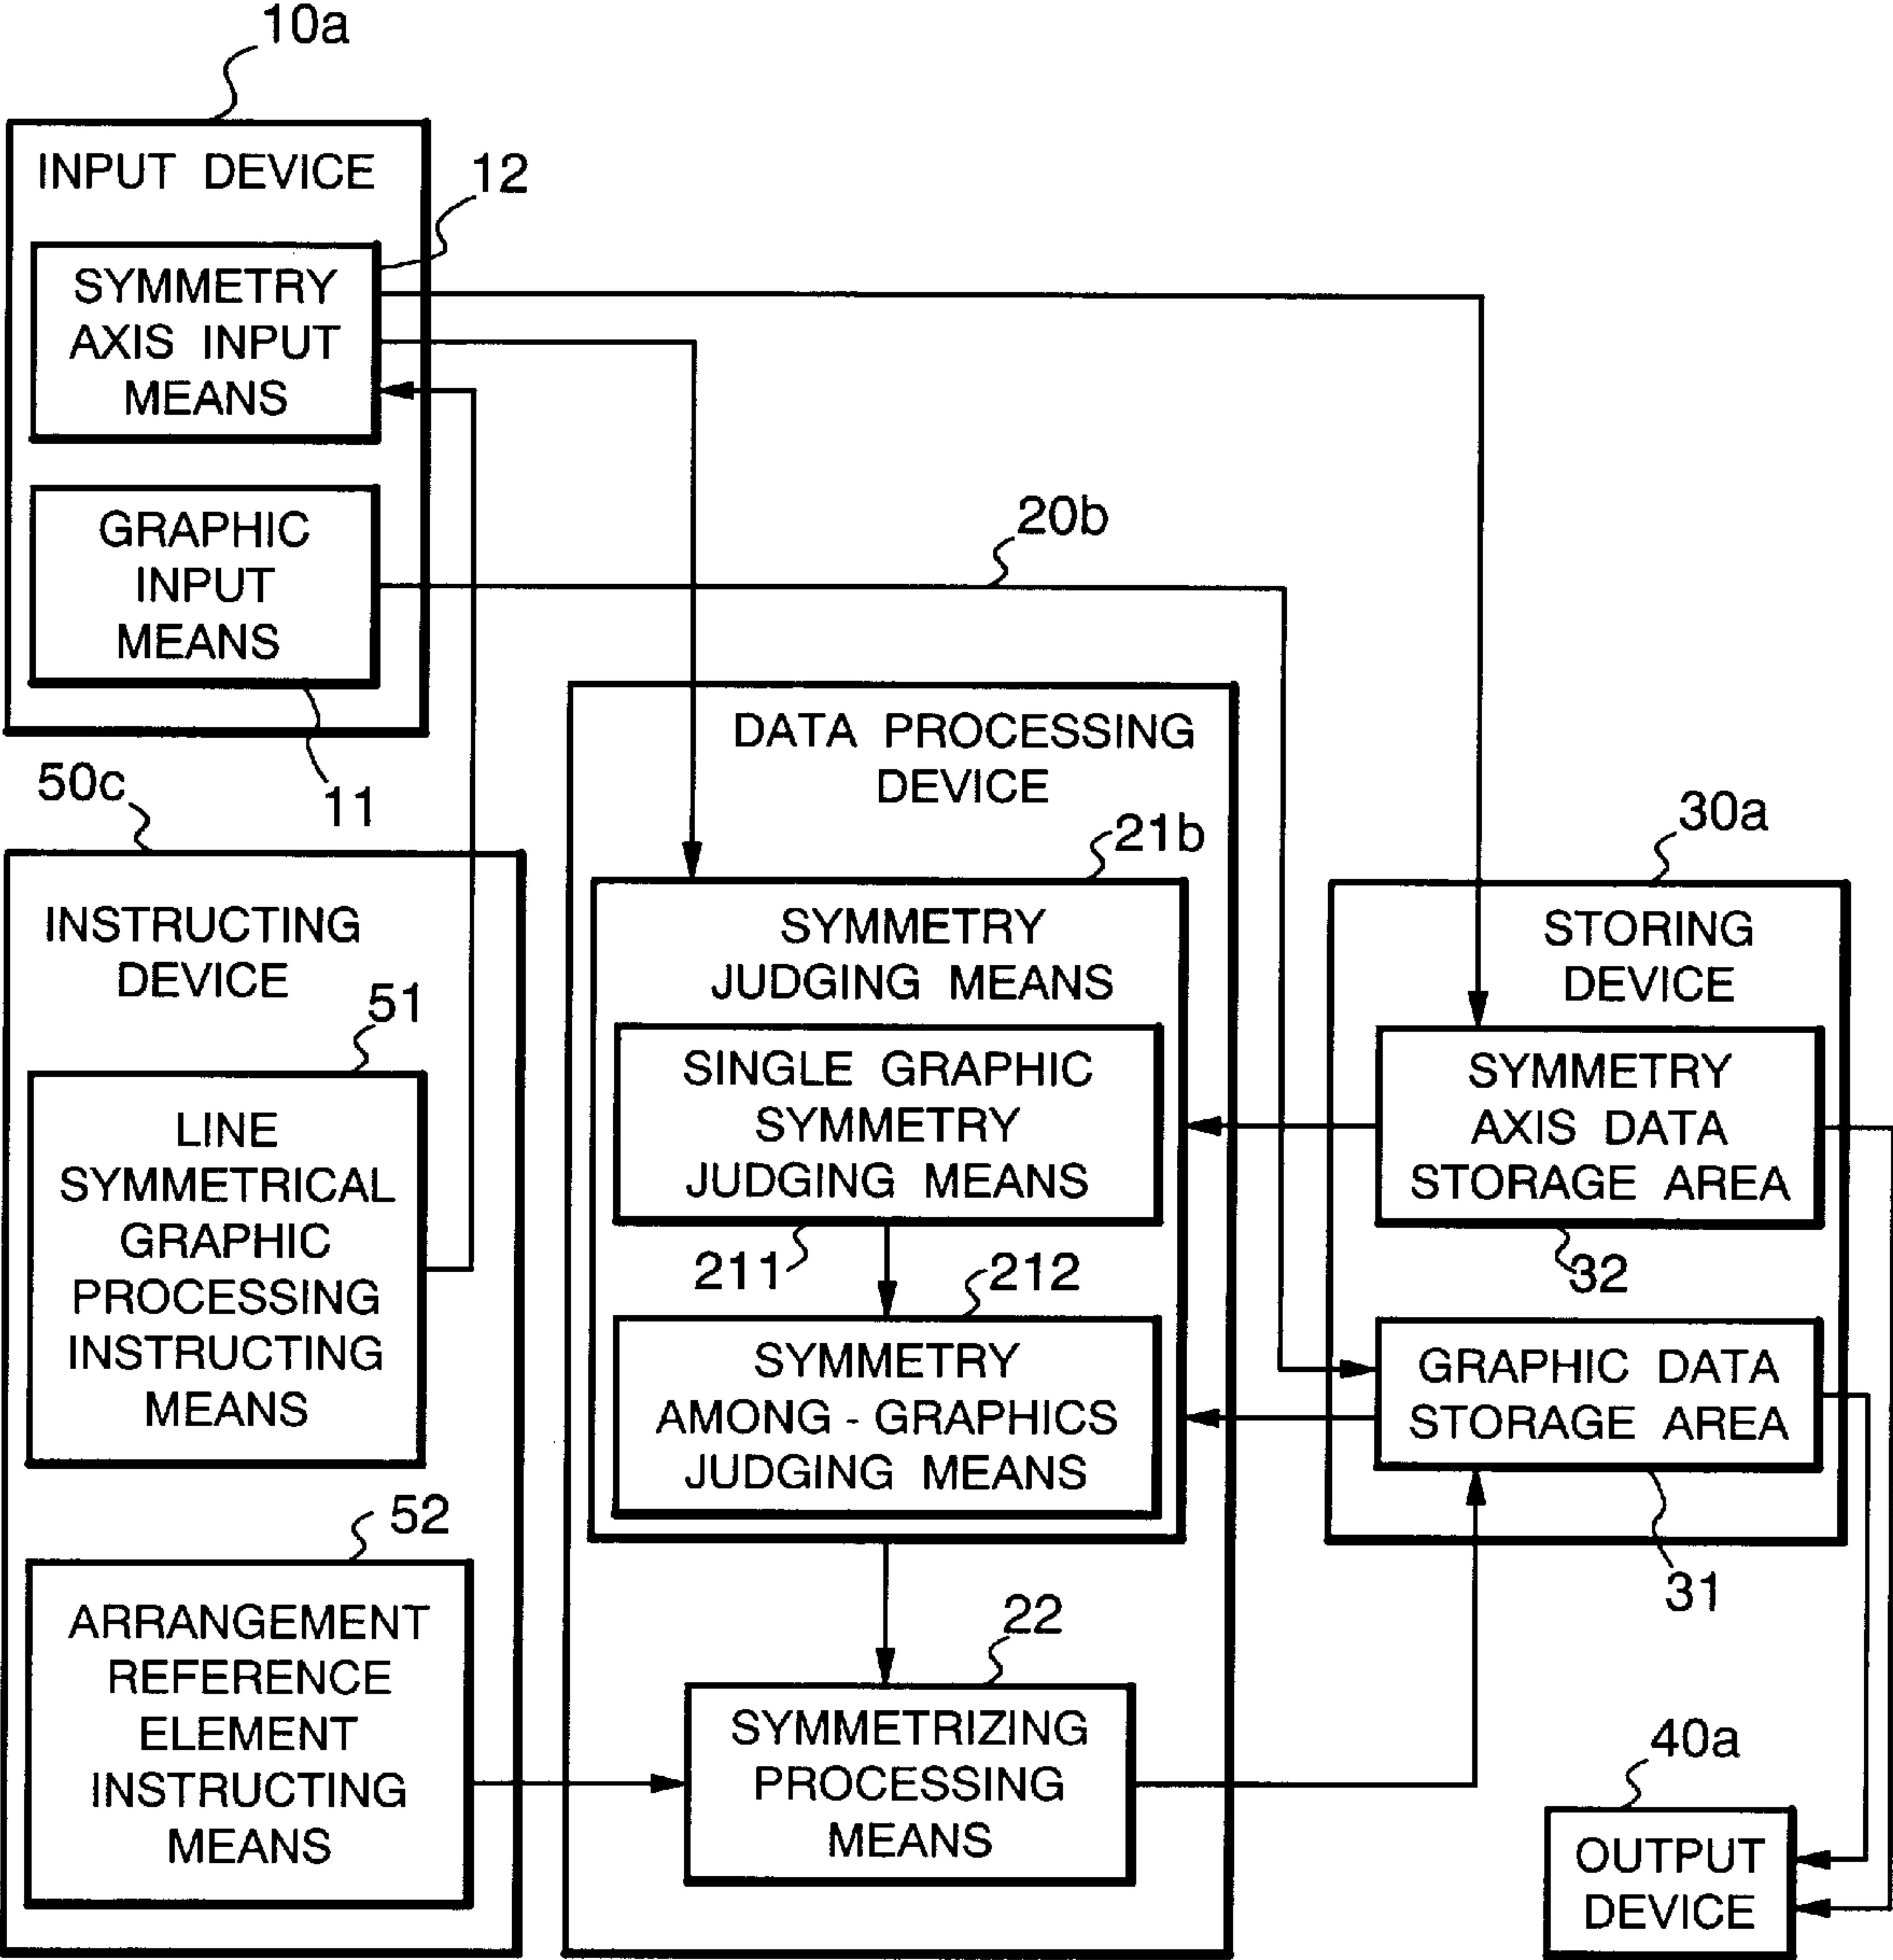 10a
INPUT DEVICE
12
SYMMETRY
AXIS INPUT
MEANS
GRAPHIC
INPUT
MEANS
11
20b
50c
INSTRUCTING
DEVICE
51
LINE
SYMMETRICAL
GRAPHIC
PROCESSING
INSTRUCTING
MEANS
52
ARRANGEMENT
REFERENCE
ELEMENT
INSTRUCTING
MEANS
DATA PROCESSING
DEVICE
21b
SYMMETRY
JUDGING MEANS
SINGLE GRAPHIC
SYMMETRY
JUDGING MEANS
211
212
SYMMETRY
AMONG - GRAPHICS
JUDGING MEANS
22
SYMMETRIZING
PROCESSING
MEANS
30a
STORING
DEVICE
SYMMETRY
AXIS DATA
STORAGE AREA
32
GRAPHIC DATA
STORAGE AREA
31
40a
OUTPUT
DEVICE